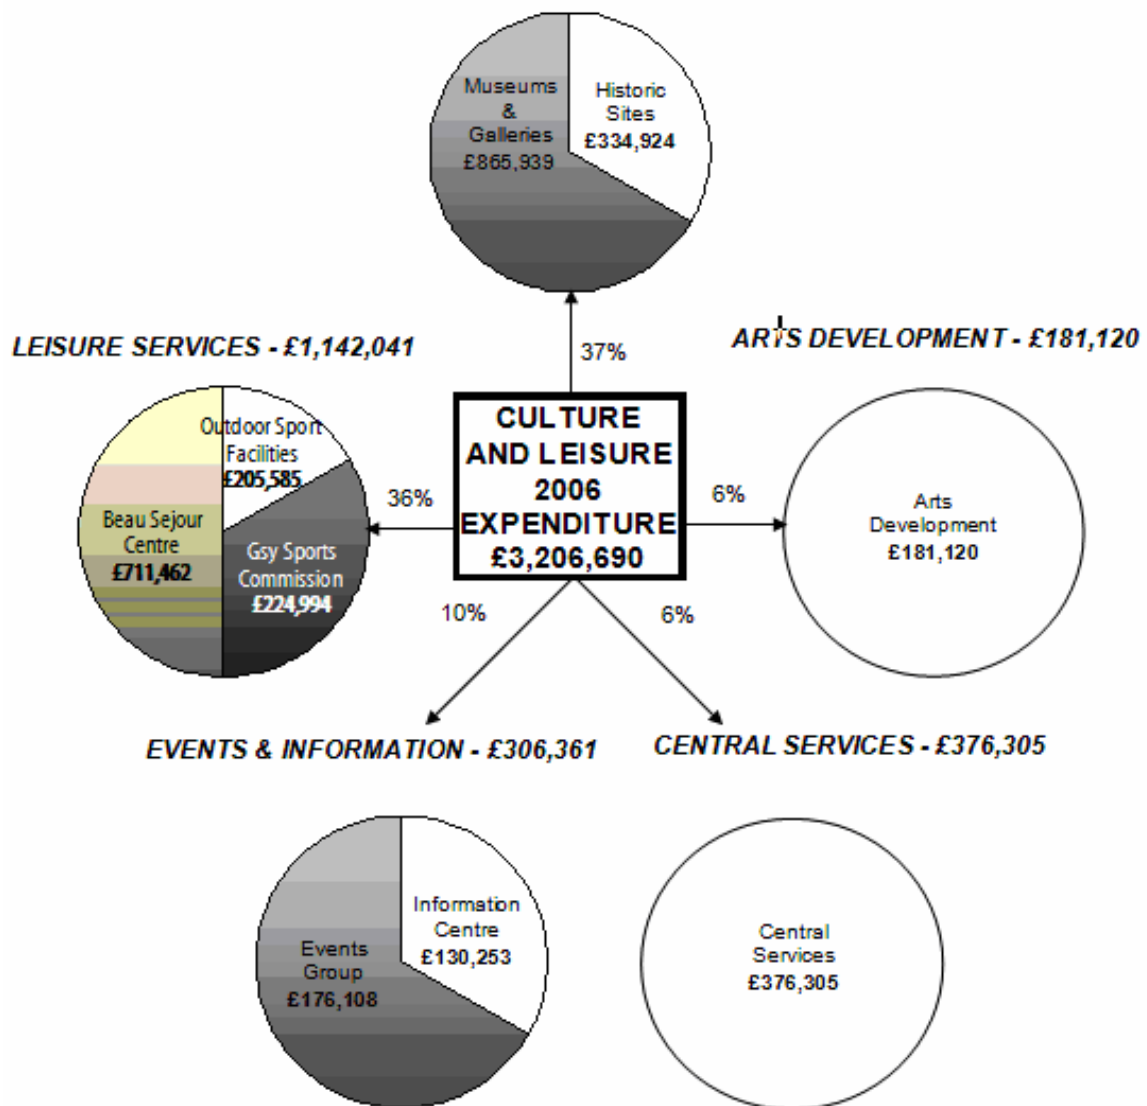 Museums
&
Galleries
£865,939
Historic
Sites
£334,924
37%
LEISURE SERVICES - £1,142,041
ARTS DEVELOPMENT - £181,120
Outdoor Sport
Facilities
£205,585
Beau Sejour
Centre
£711,462
Gsy Sports
Commission
£224,994
36%
CULTURE
AND LEISURE
2006
EXPENDITURE
£3,206,690
6%
Arts
Development
£181,120
10%
6%
EVENTS & INFORMATION - £306,361
CENTRAL SERVICES - £376,305
Information
Centre
£130,253
Events
Group
£176,108
Central
Services
£376,305